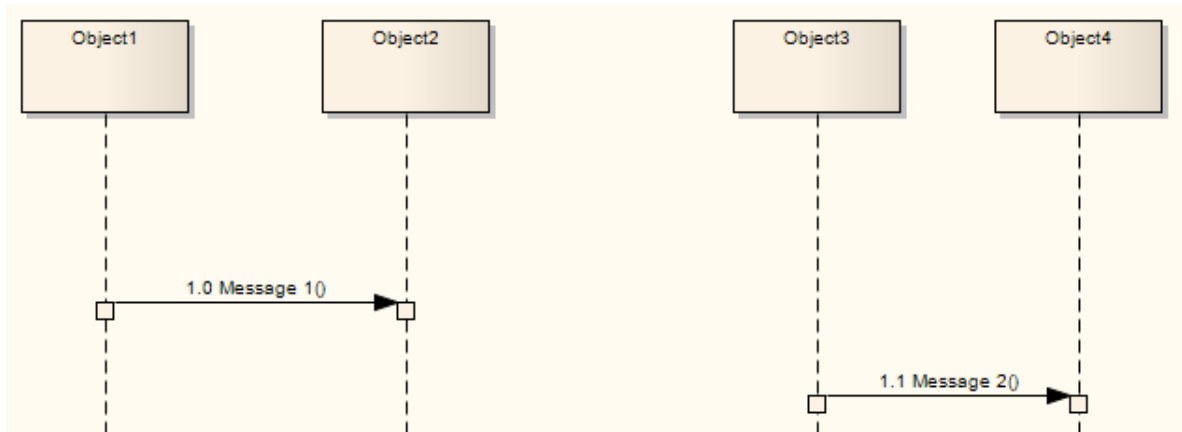 Object1
Object2
Object3
Object4
1.0 Message 1()
1.1 Message 2()